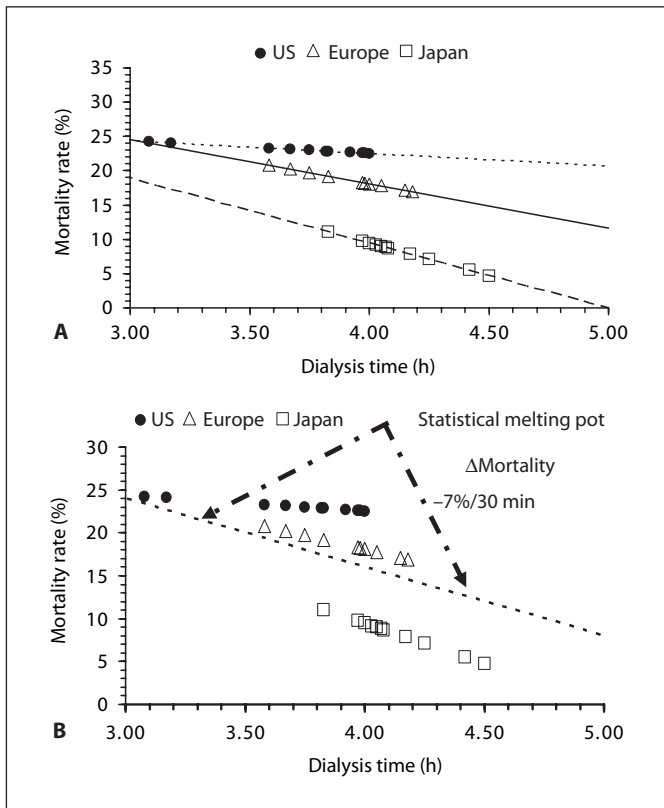 ● US △ Europe □ Japan
35
30
25
20
15
10
5
0
Mortality rate (%)
3.00 3.50 4.00 4.50 5.00
A
Dialysis time (h)
● US △ Europe □ Japan Statistical melting pot
ΔMortality
–7%/30 min
30
25
20
15
10
5
0
Mortality rate (%)
3.00 3.50 4.00 4.50 5.00
B
Dialysis time (h)